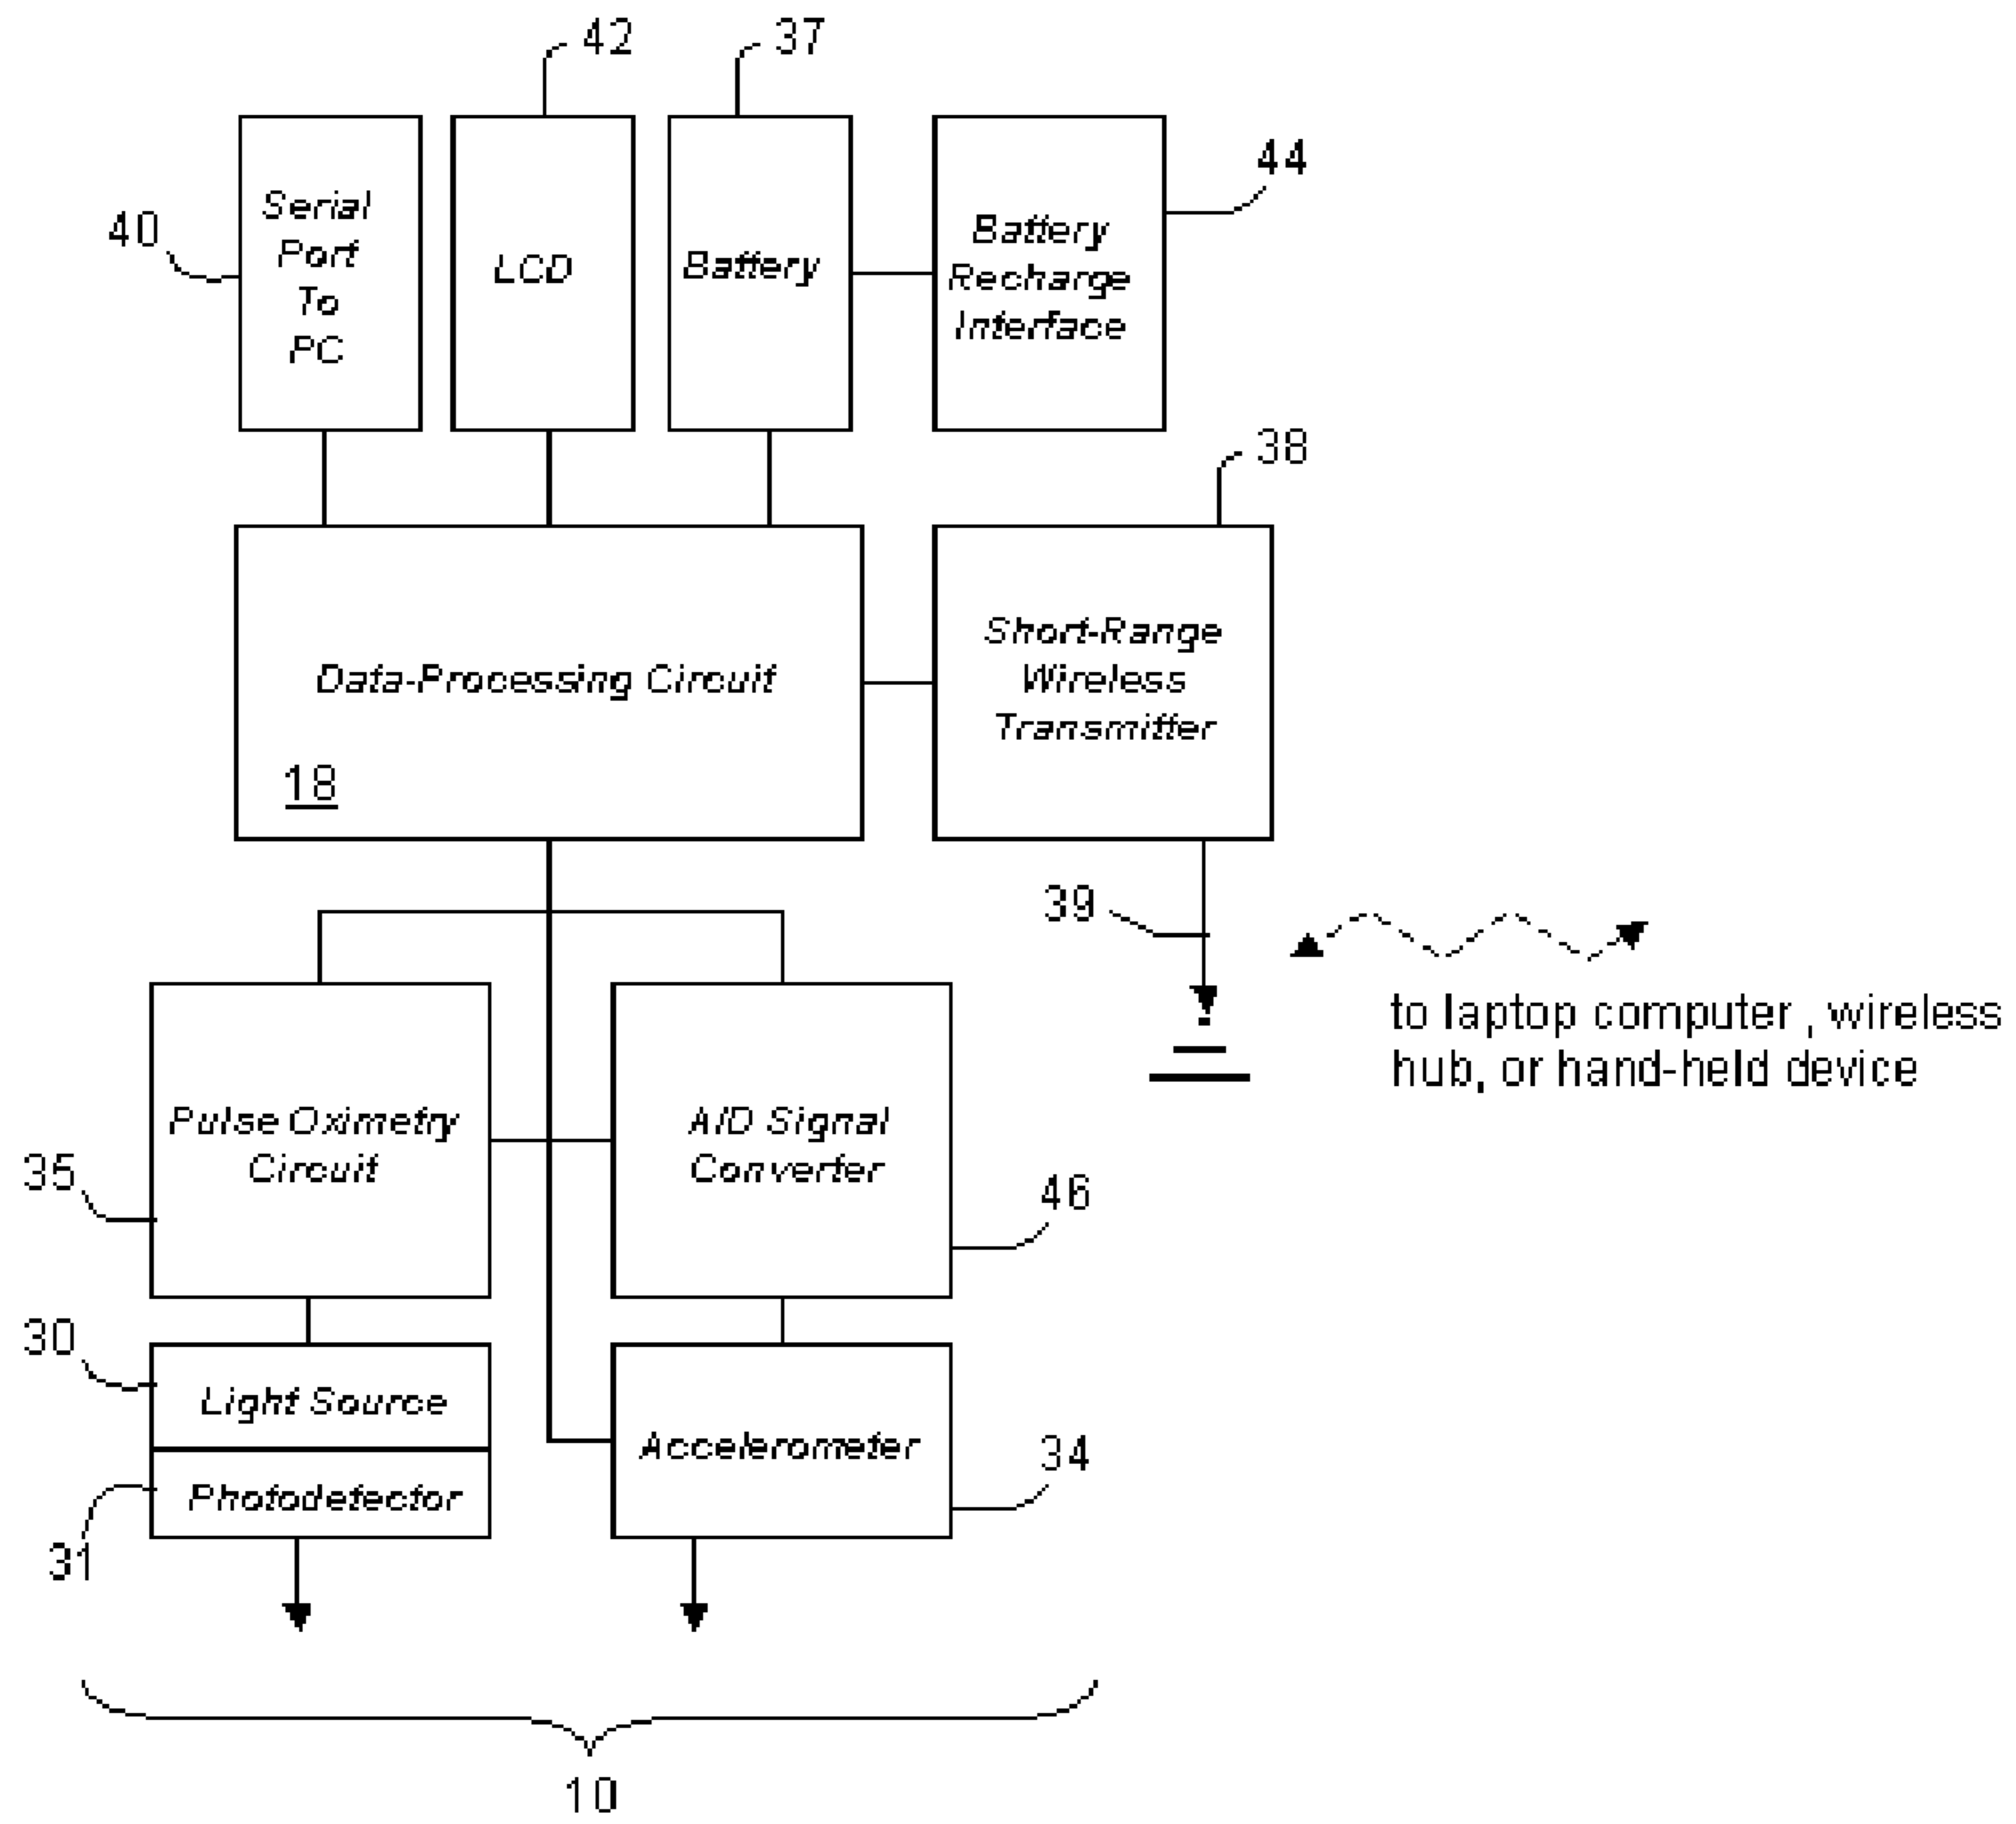 42
37
44
40
Serial
Port
To
PC
LCD
Battery
Battery
Recharge
Interface
38
Data-Processing Circuit
18
Short-Range
Wireless
Transmitter
39
to laptop computer, wireless
hub, or hand-held device
Pulse Oximetry
Circuit
35
A/D Signal
Converter
46
30
Light Source
Photodetector
31
Accelerometer
34
10